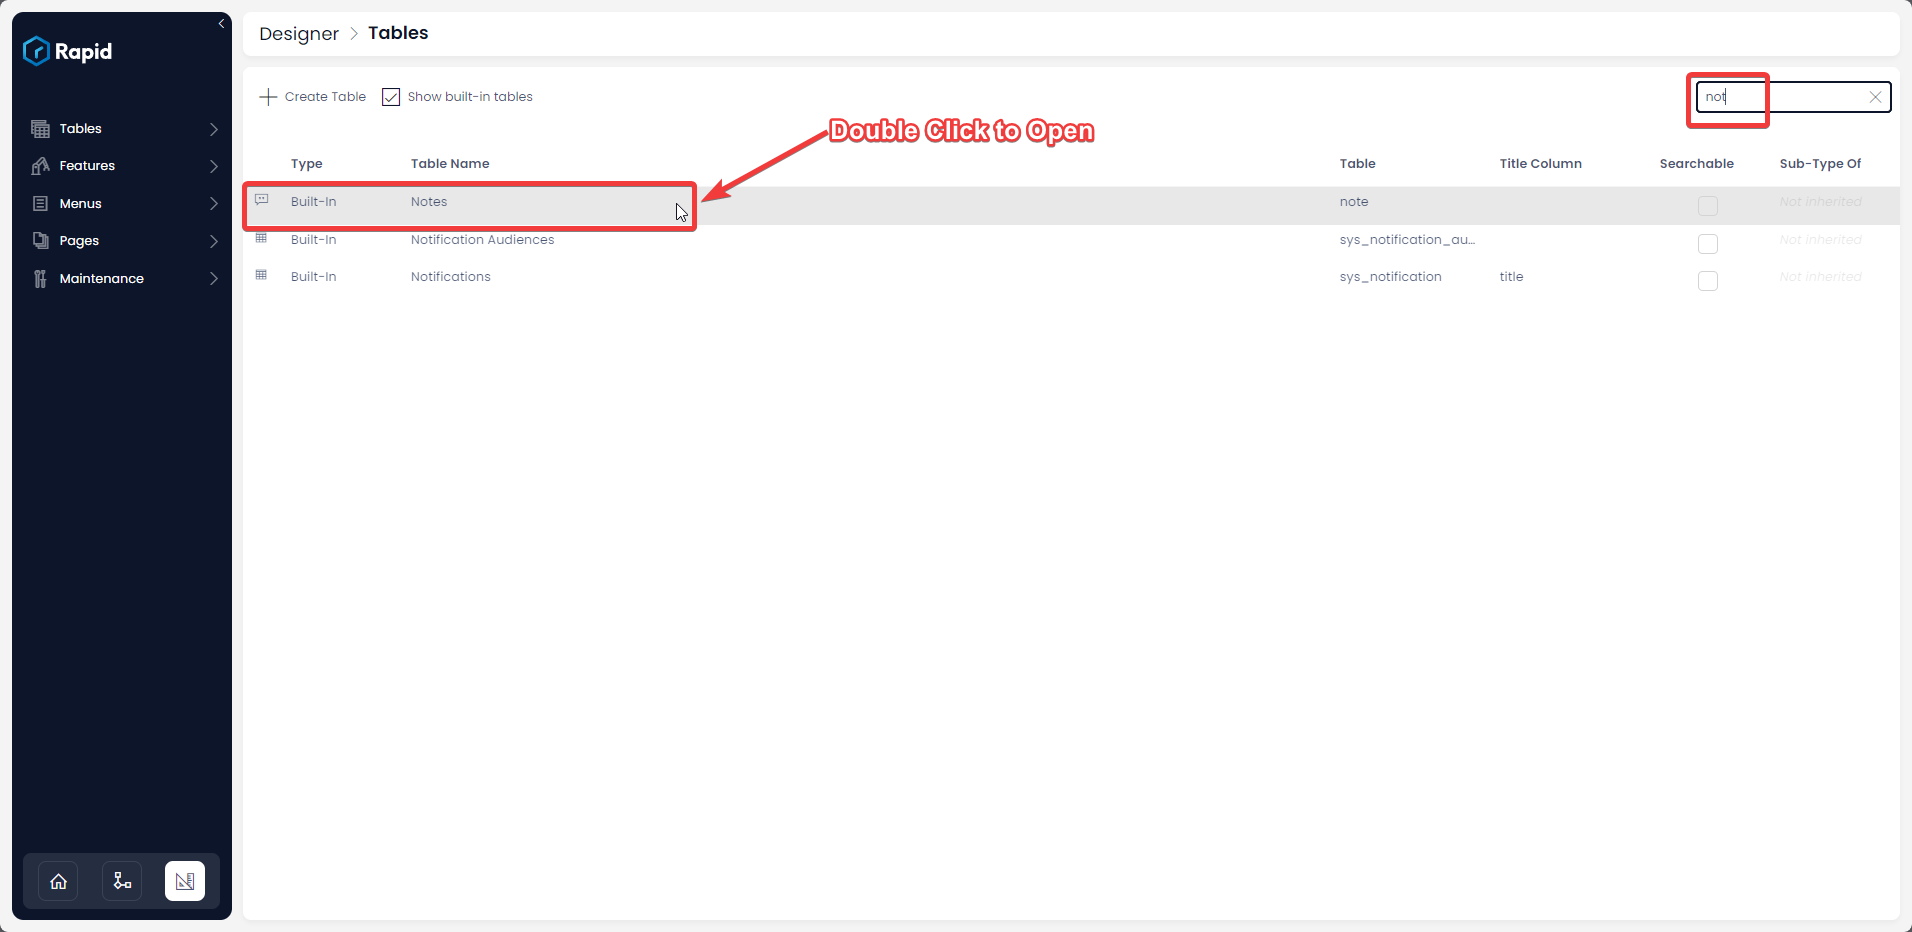 Rapid
Designer > Tables
Create Table Show built-in tables
not
Double Click to Open
Tables
Features
Menus
Pages
Maintenance
Type Table Name Table Title Column Searchable Sub-Type Of
Built-In Notes note Not inherited
Built-In Notification Audiences sys_notification_au... Not inherited
Built-In Notifications sys_notification title Not inherited